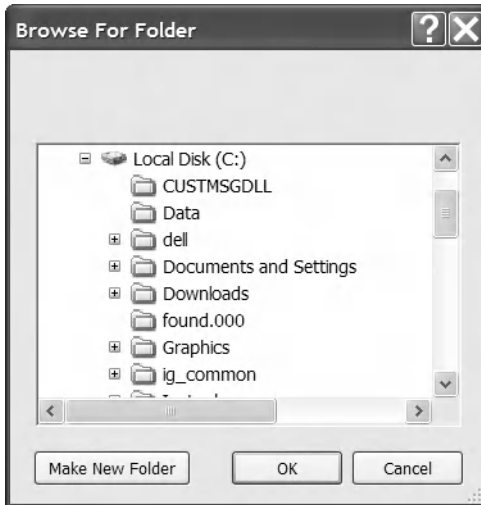 Browse For Folder
Local Disk (C:)
CUSTMSGDLL
Data
dell
Documents and Settings
Downloads
found.000
Graphics
ig_common
Make New Folder OK Cancel